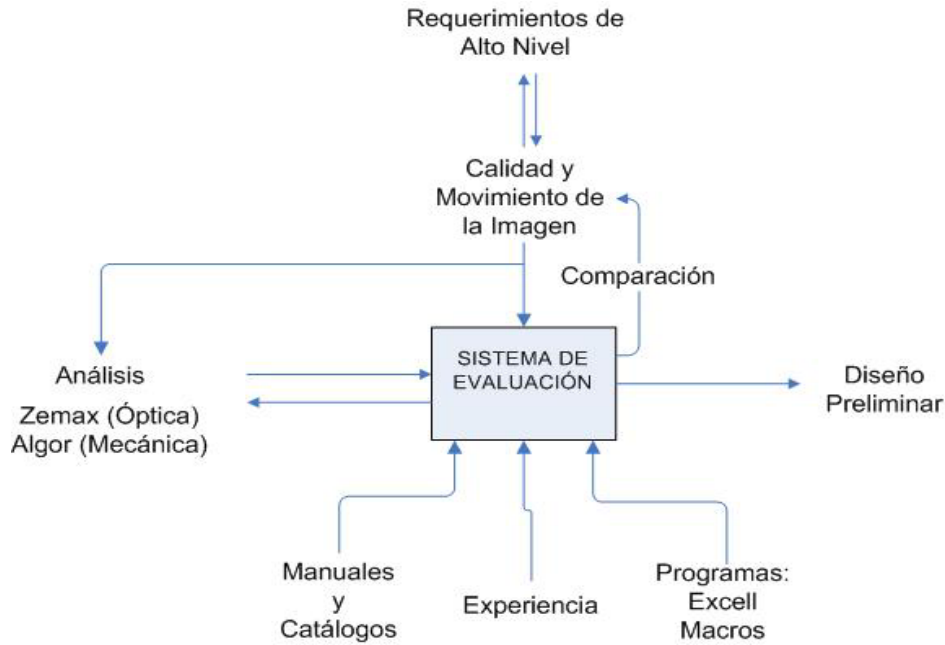 Requerimientos de
Alto Nivel
Calidad y
Movimiento de
la Imagen
Comparación
SISTEMA DE
EVALUACIÓN
Análisis
Zemax (Óptica)
Algor (Mecánica)
Diseño
Preliminar
Manuales
y
Catálogos
Experiencia
Programas:
Excell
Macros